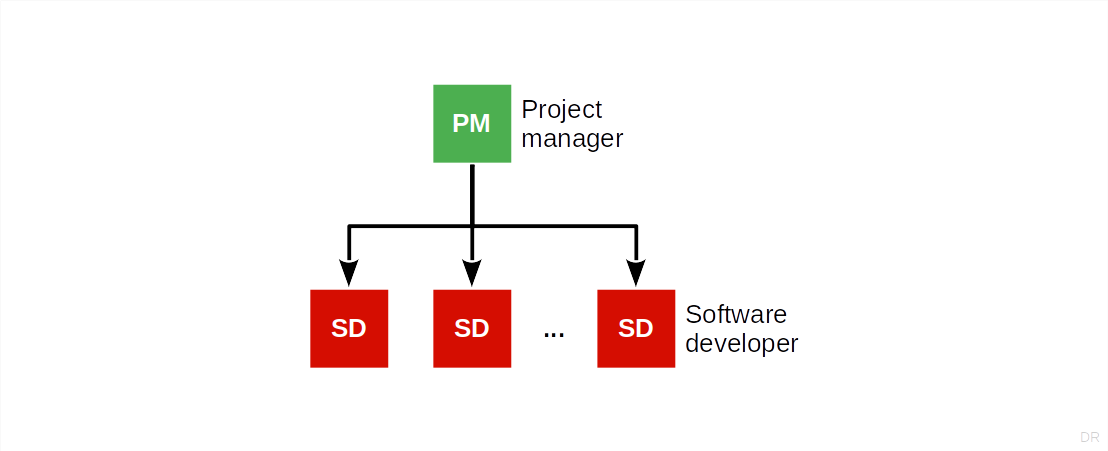 PM
Project
manager
SD
SD
...
SD
Software
developer
DR